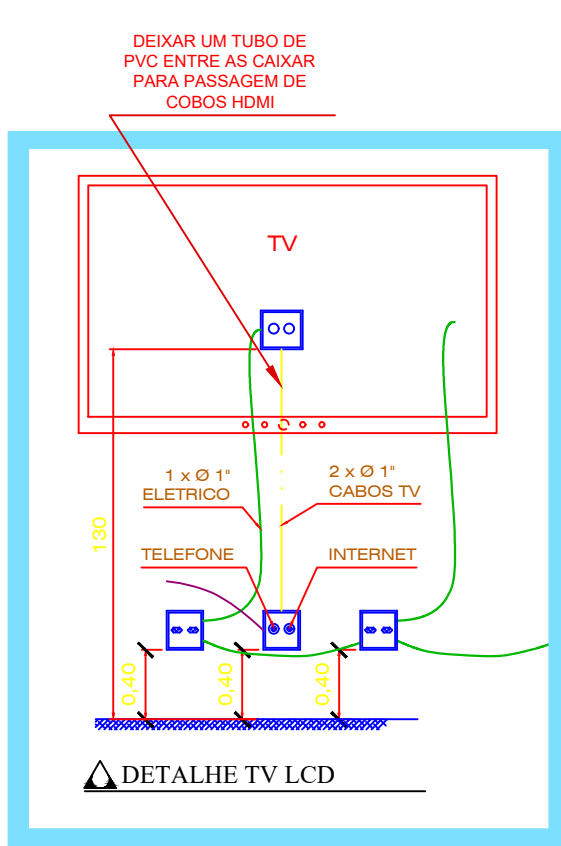 DEIXAR UM TUBO DE
PVC ENTRE AS CAIXAR
PARA PASSAGEM DE
COBOS HDMI
TV
1 x Ø 1"
ELETRICO
2 x Ø 1"
CABOS TV
130
TELEFONE
INTERNET
0,40
0,40
0,40
DETALHE TV LCD